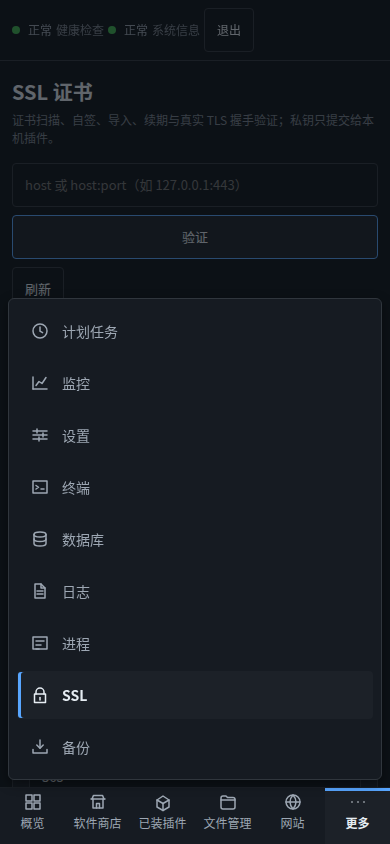 正常 健康检查 正常 系统信息 退出
SSL 证书
证书扫描、自签、导入、续期与真实 TLS 握手验证；私钥只提交给本
机插件。
host 或 host:port（如 127.0.0.1:443）
验证
刷新
计划任务
监控
设置
终端
数据库
日志
进程
SSL
备份
概览 软件商店 已装插件 文件管理 网站 更多